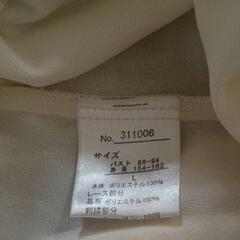 No. 311006
サイズ
バスト 86-94
身長 154-162
L
本体 ポリエステル100%
レース部分
基布 ポリエステル100%
刺繍部分
100%